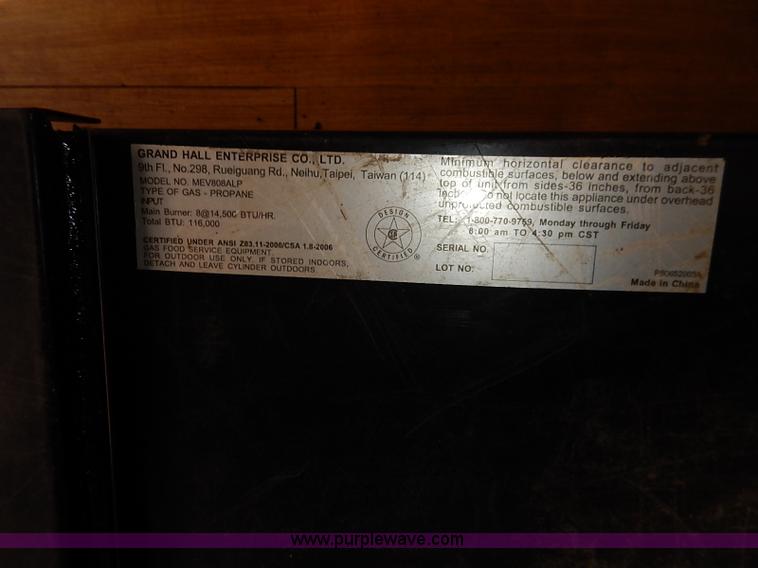 GRAND HALL ENTERPRISE CO., LTD.
9th Fl., No.298, Rueiguang Rd., Neihu,Taipei, Taiwan (114)
MODEL NO. MEV808ALP
TYPE OF GAS - PROPANE
INPUT
Main Burner: 8@14,500 BTU/HR.
Total BTU: 116,000
CERTIFIED UNDER ANSI Z83.11-2006/CSA 1.8-2006
GAS FOOD SERVICE EQUIPMENT.
FOR OUTDOOR USE ONLY. IF STORED INDOORS,
DETACH AND LEAVE CYLINDER OUTDOORS.
DESIGN
CERTIFIED
Minimum horizontal clearance to adjacent
combustible surfaces, below and extending above
top of unit from sides-36 inches, from back-36
inches. Do not locate this appliance under overhead
unprotected combustible surfaces.
TEL: 1-800-770-9769, Monday through Friday
8:00 am TO 4:30 pm CST
SERIAL NO.
LOT NO.:
Made in China
www.purplewave.com